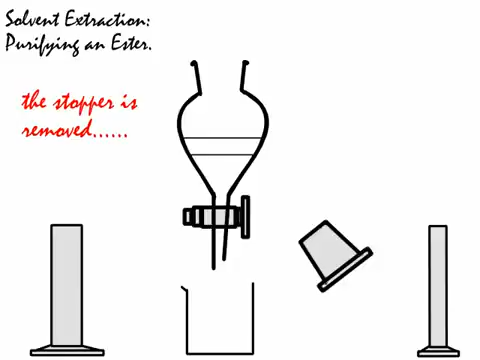 Solvent Extraction:
Purifying an Ester.
the stopper is
removed......